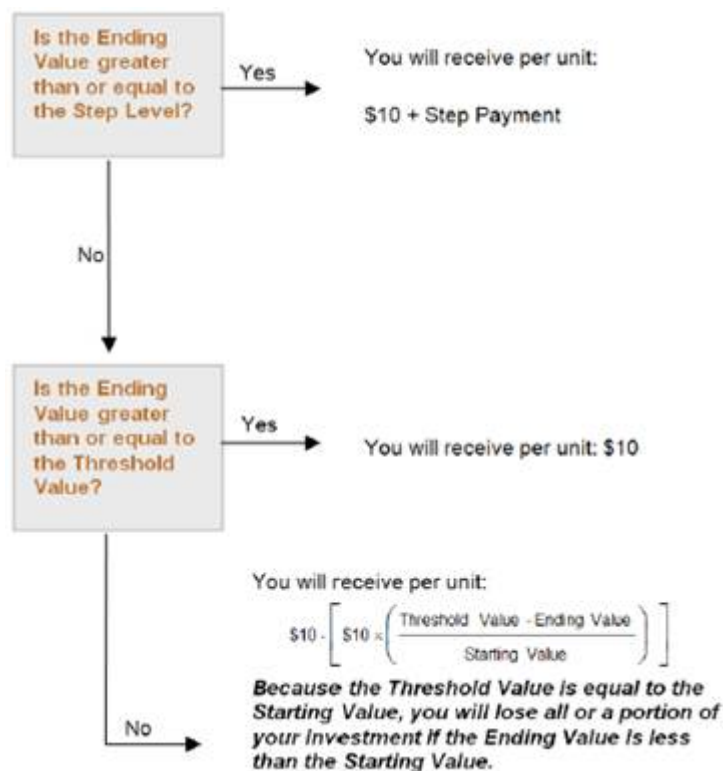 Is the Ending
Value greater
than or equal to
the Step Level?
Yes
You will receive per unit:
$10 + Step Payment
No
Is the Ending
Value greater
than or equal to
the Threshold
Value?
Yes
You will receive per unit: $10
You will receive per unit:
$10 - [ $10 × ( Threshold Value - Ending Value
Starting Value ) ]
Because the Threshold Value is equal to the
Starting Value, you will lose all or a portion of
your investment if the Ending Value is less
than the Starting Value.
No